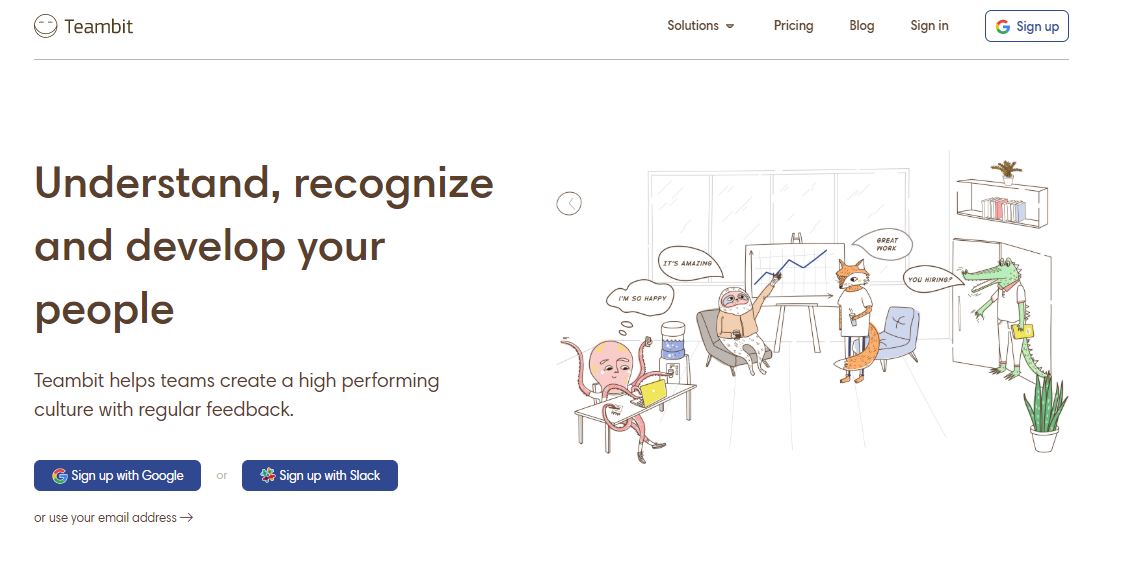 Teambit
Solutions
Pricing
Blog
Sign in
Sign up
Understand, recognize
and develop your
people
Teambit helps teams create a high performing
culture with regular feedback.
Sign up with Google
or
Sign up with Slack
or use your email address →
GREAT
WORK
IT'S AMAZING
YOU HIRING?
I'M SO HAPPY